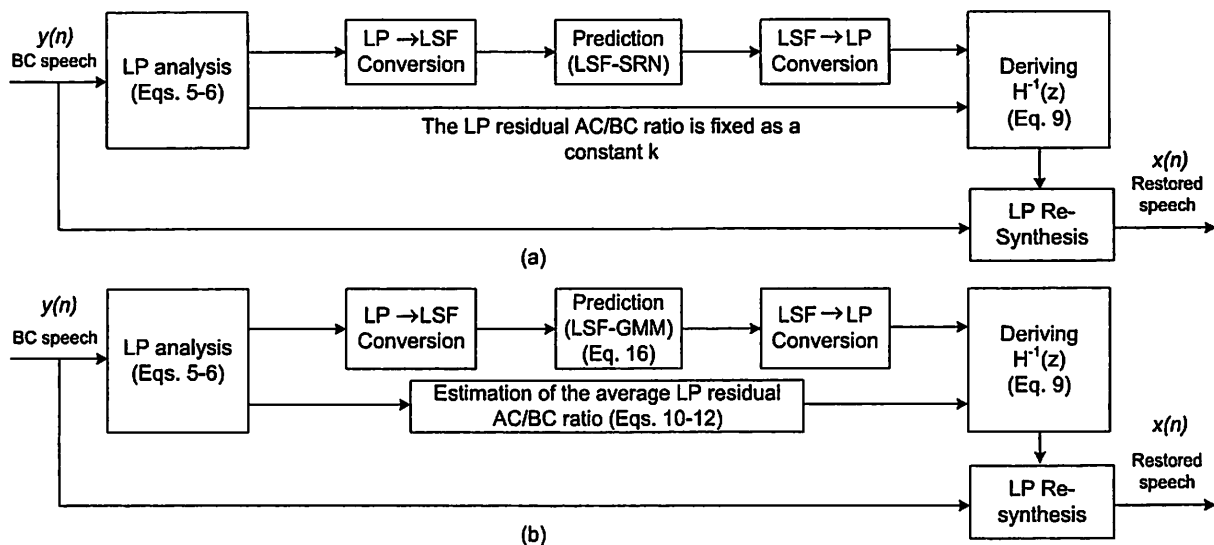 y(n)
BC speech
LP analysis
(Eqs. 5-6)
LP →LSF
Conversion
Prediction
(LSF-SRN)
LSF→LP
Conversion
Deriving
H⁻¹(z)
(Eq. 9)
The LP residual AC/BC ratio is fixed as a
constant k
x(n)
Restored
speech
LP Re-
Synthesis
(a)
y(n)
BC speech
LP analysis
(Eqs. 5-6)
LP →LSF
Conversion
Prediction
(LSF-GMM)
(Eq. 16)
LSF→LP
Conversion
Deriving
H⁻¹(z)
(Eq. 9)
Estimation of the average LP residual
AC/BC ratio (Eqs. 10-12)
x(n)
Restored
speech
LP Re-
synthesis
(b)